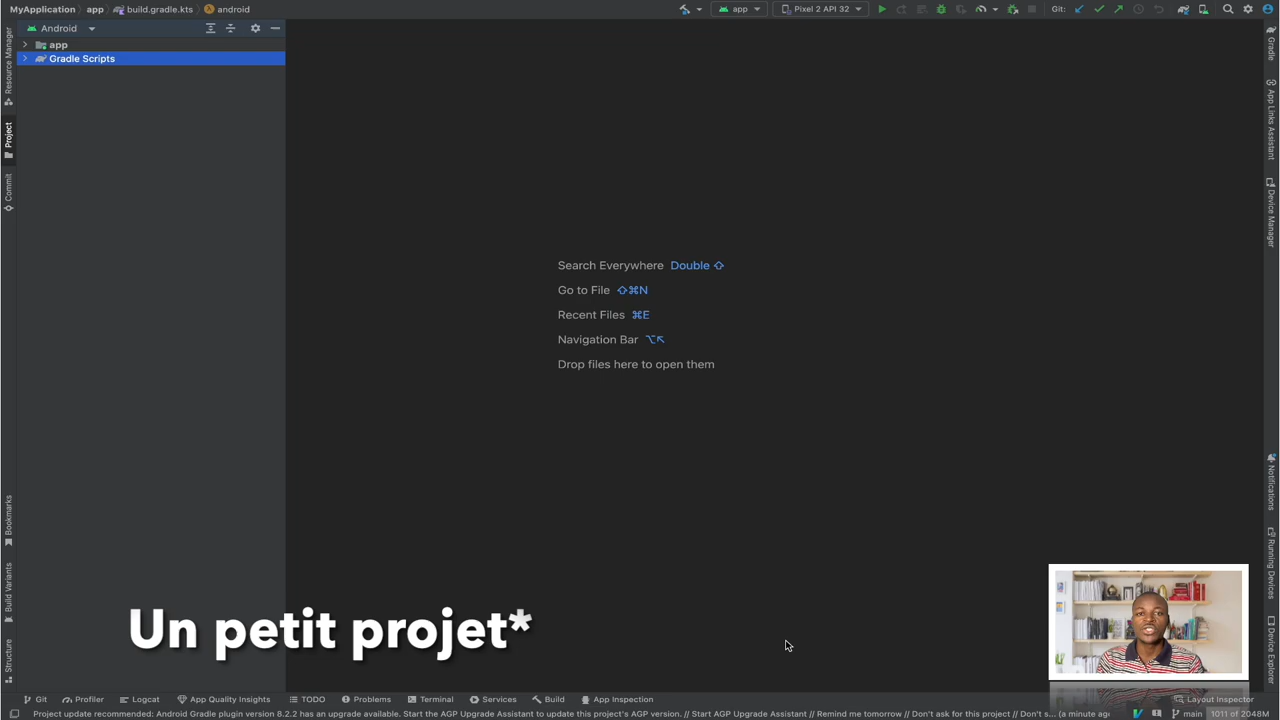 MyApplication
app
build.gradle.kts
android
app
Pixel 2 API 32
Git:
Android
app
Gradle Scripts
Resource Manager
Project
Commit
Bookmarks
Build Variants
Structure
Search Everywhere Double ⇧
Go to File ⇧⌘N
Recent Files ⌘E
Navigation Bar ⌥↖
Drop files here to open them
Gradle
App Links Assistant
Device Manager
Notifications
Running Devices
Device Explorer
Un petit projet*
Git
Profiler
Logcat
App Quality Insights
TODO
Problems
Terminal
Services
Build
App Inspection
Layout Inspector
Project update recommended: Android Gradle plugin version 8.2.2 has an upgrade available. Start the AGP Upgrade Assistant to update this project's AGP version. // Start AGP Upgrade Assistant // Remind me tomorrow // Don't ask for this project // Don't s... (a minute ago
main
1011 of 2048M